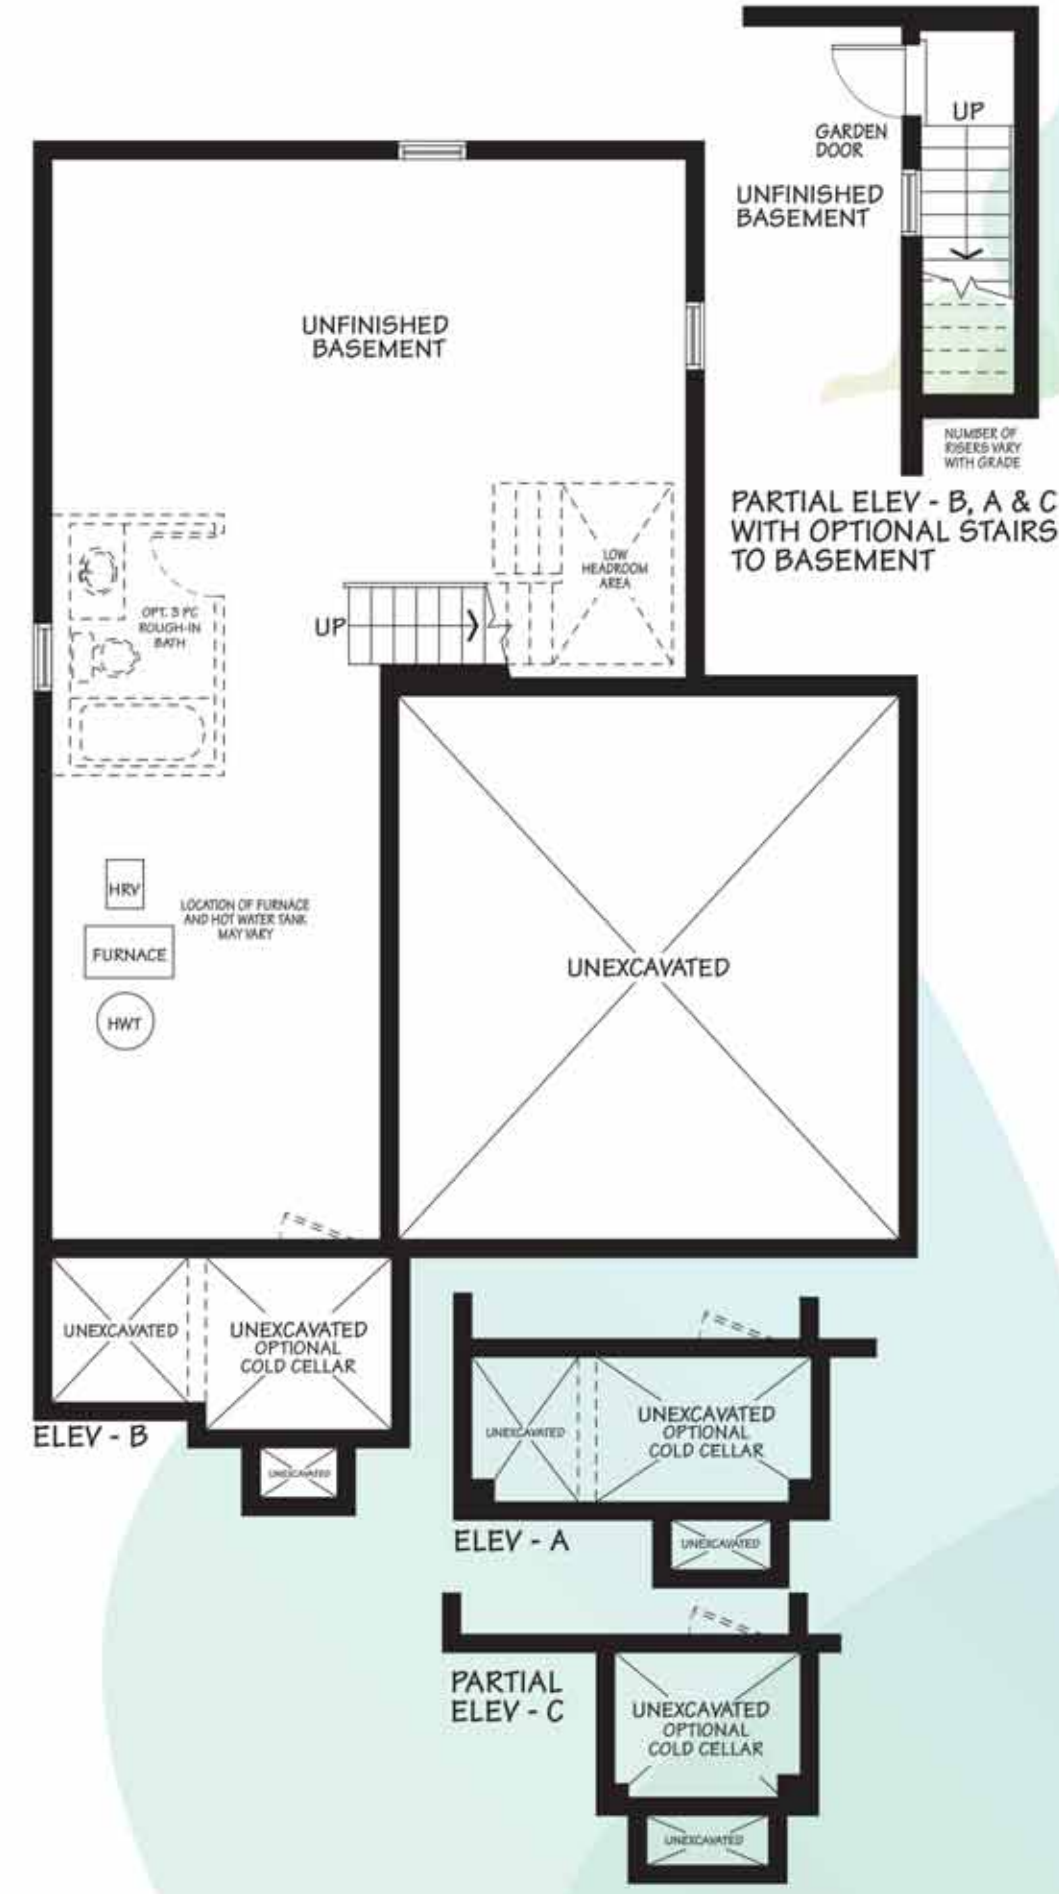 UP
GARDEN
DOOR
UNFINISHED
BASEMENT
NUMBER OF
RISERS VARY
WITH GRADE
PARTIAL ELEV - B, A & C
WITH OPTIONAL STAIRS
TO BASEMENT
UNFINISHED
BASEMENT
LOW
HEADROOM
AREA
OPT. 3 PC
ROUGH-IN
BATH
UP
HRV
LOCATION OF FURNACE
AND HOT WATER TANK
MAY VARY
FURNACE
HWT
UNEXCAVATED
UNEXCAVATED
UNEXCAVATED
OPTIONAL
COLD CELLAR
ELEV - B
UNEXCAVATED
UNEXCAVATED
UNEXCAVATED
OPTIONAL
COLD CELLAR
ELEV - A
UNEXCAVATED
PARTIAL
ELEV - C
UNEXCAVATED
OPTIONAL
COLD CELLAR
UNEXCAVATED